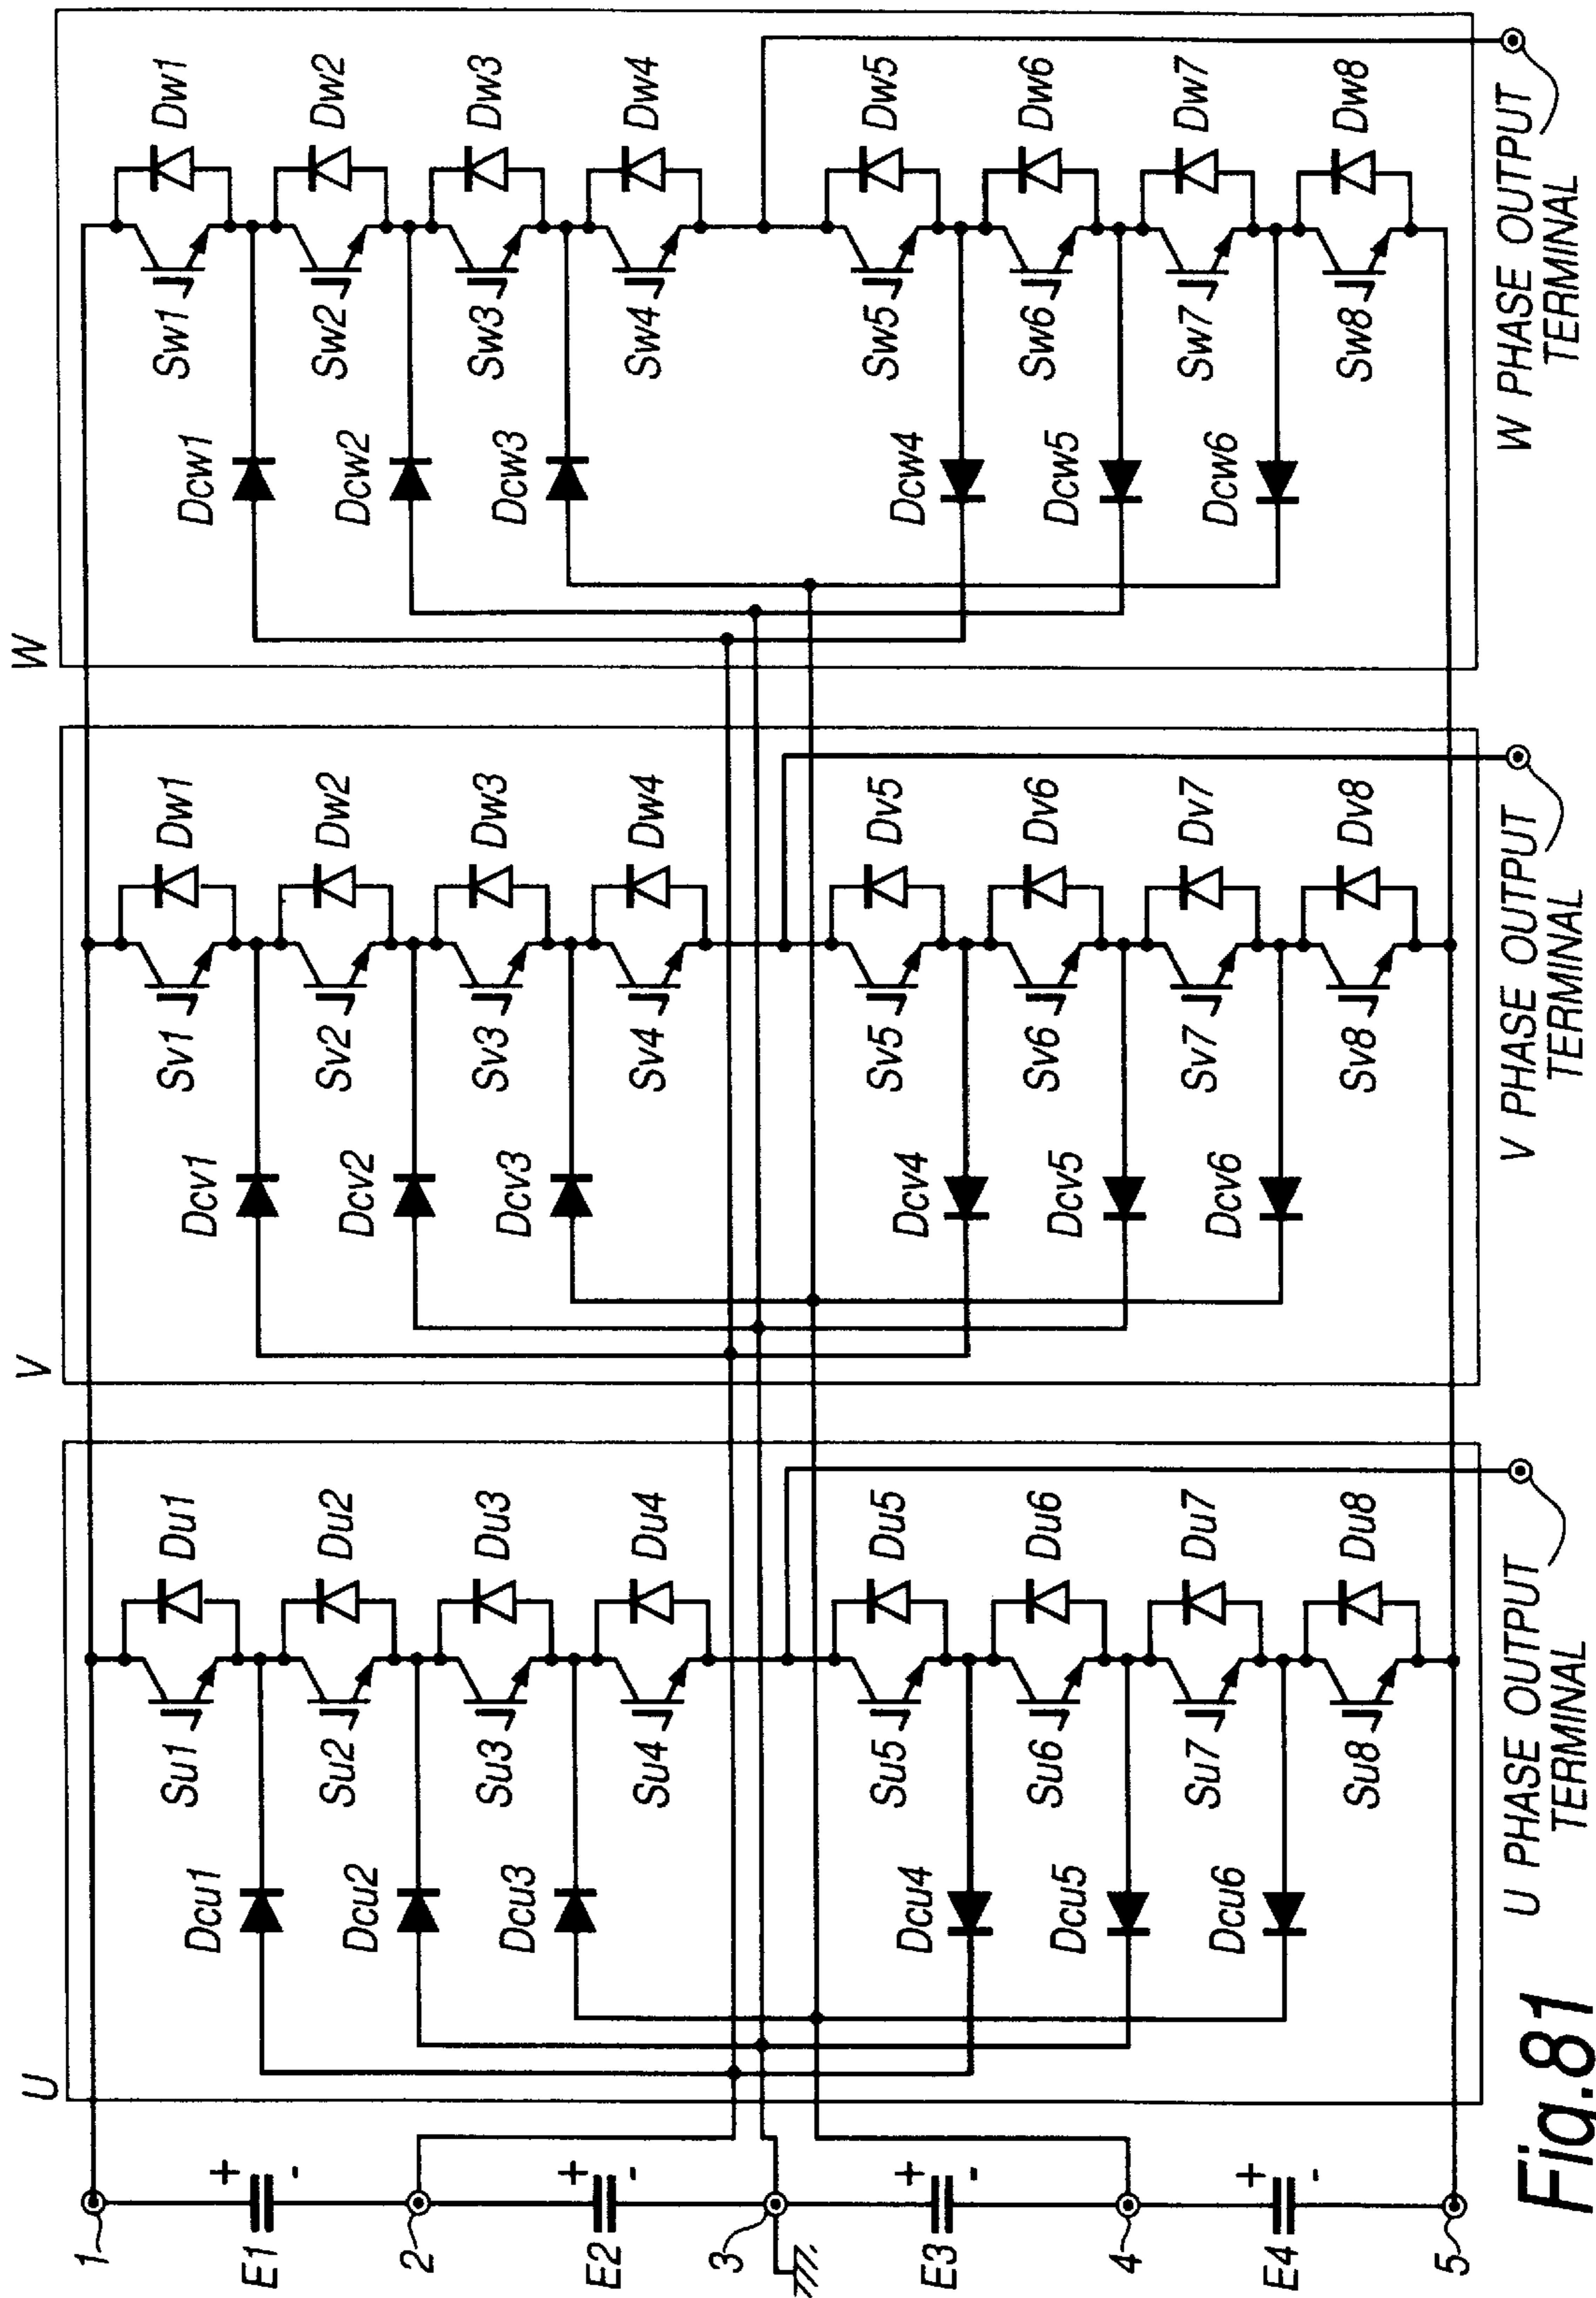 W
Sw1
Dw1
Sw2
Dw2
Sw3
Dw3
Sw4
Dw4
Sw5
Dw5
Sw6
Dw6
Sw7
Dw7
Sw8
Dw8
Dcw1
Dcw2
Dcw3
Dcw4
Dcw5
Dcw6
W PHASE OUTPUT
TERMINAL
V
Sv1
Dw1
Sv2
Dw2
Sv3
Dw3
Sv4
Dw4
Sv5
Dv5
Sv6
Dv6
Sv7
Dv7
Sv8
Dv8
Dcv1
Dcv2
Dcv3
Dcv4
Dcv5
Dcv6
V PHASE OUTPUT
TERMINAL
U
Su1
Du1
Su2
Du2
Su3
Du3
Su4
Du4
Su5
Du5
Su6
Du6
Su7
Du7
Su8
Du8
Dcu1
Dcu2
Dcu3
Dcu4
Dcu5
Dcu6
U PHASE OUTPUT
TERMINAL
1
+
-
E1
2
+
-
E2
3
+
-
E3
4
+
-
E4
5
Fig.81